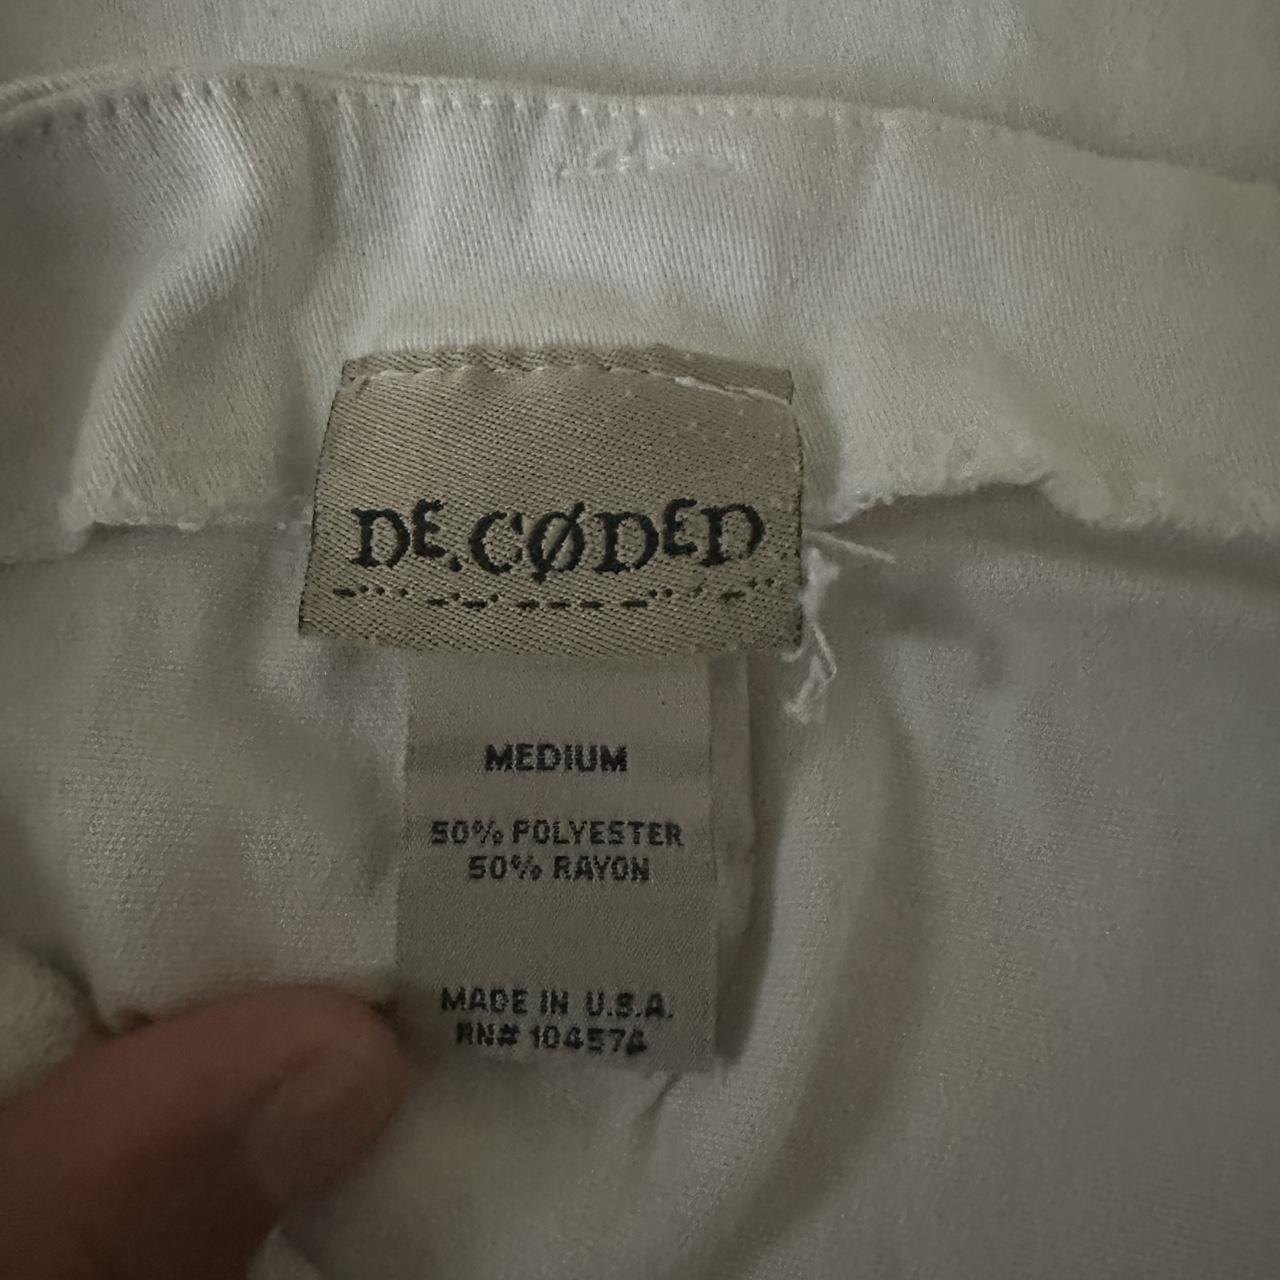 DE.CØDED
MEDIUM
50% POLYESTER
50% RAYON
MADE IN U.S.A.
RN# 104574